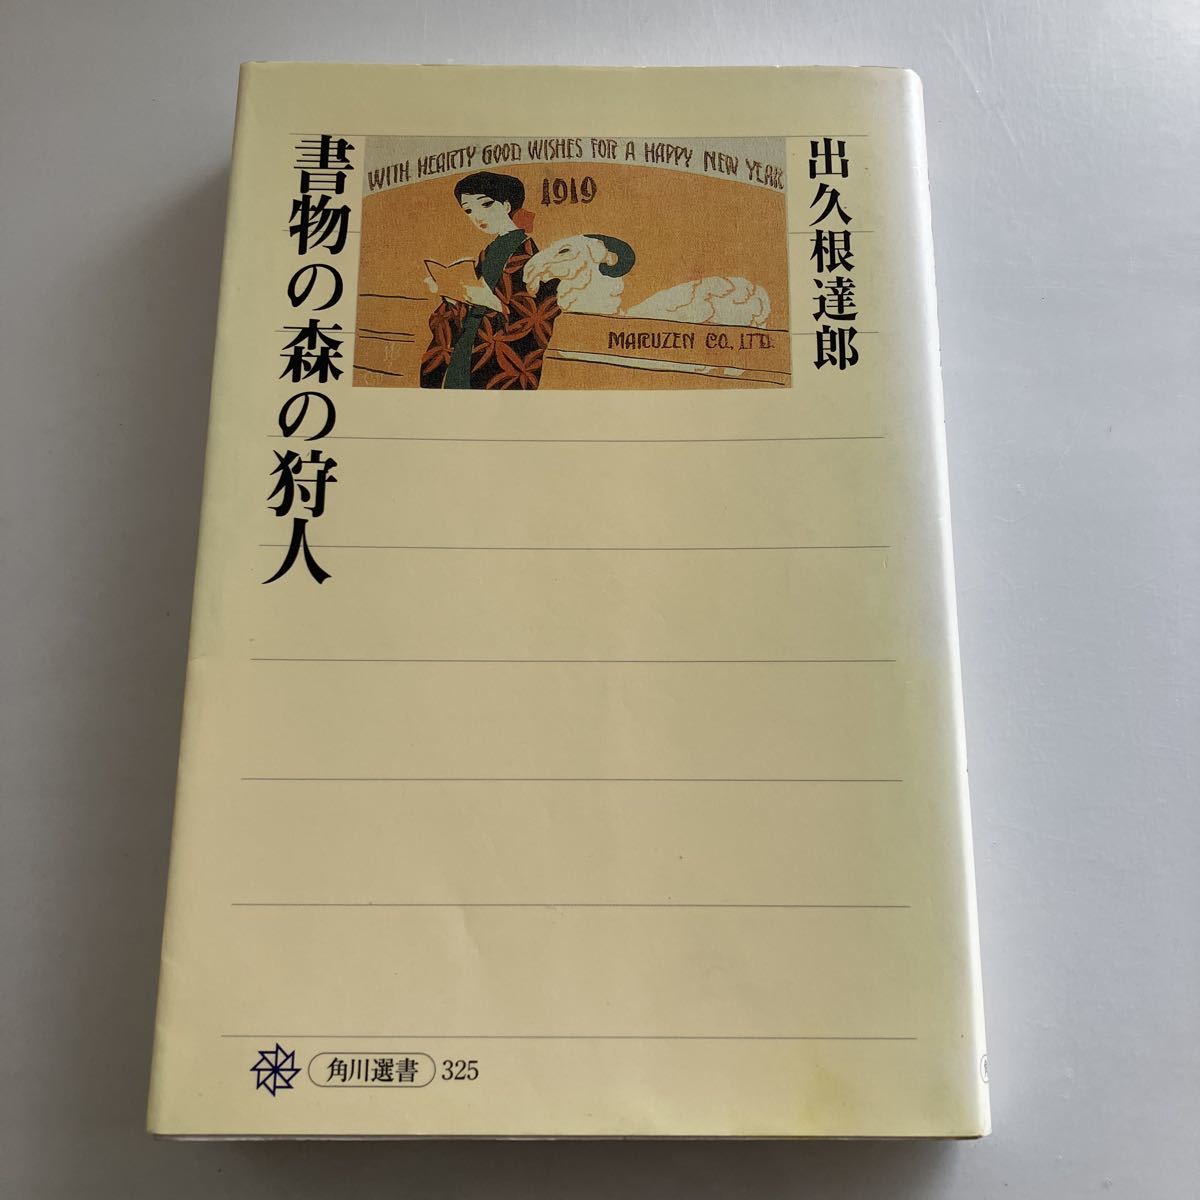 出久根達郎
書物の森の狩人
WITH HEARTY GOOD WISHES FOR A HAPPY NEW YEAR
1919
MARUZEN CO., LTD.
角川選書 325